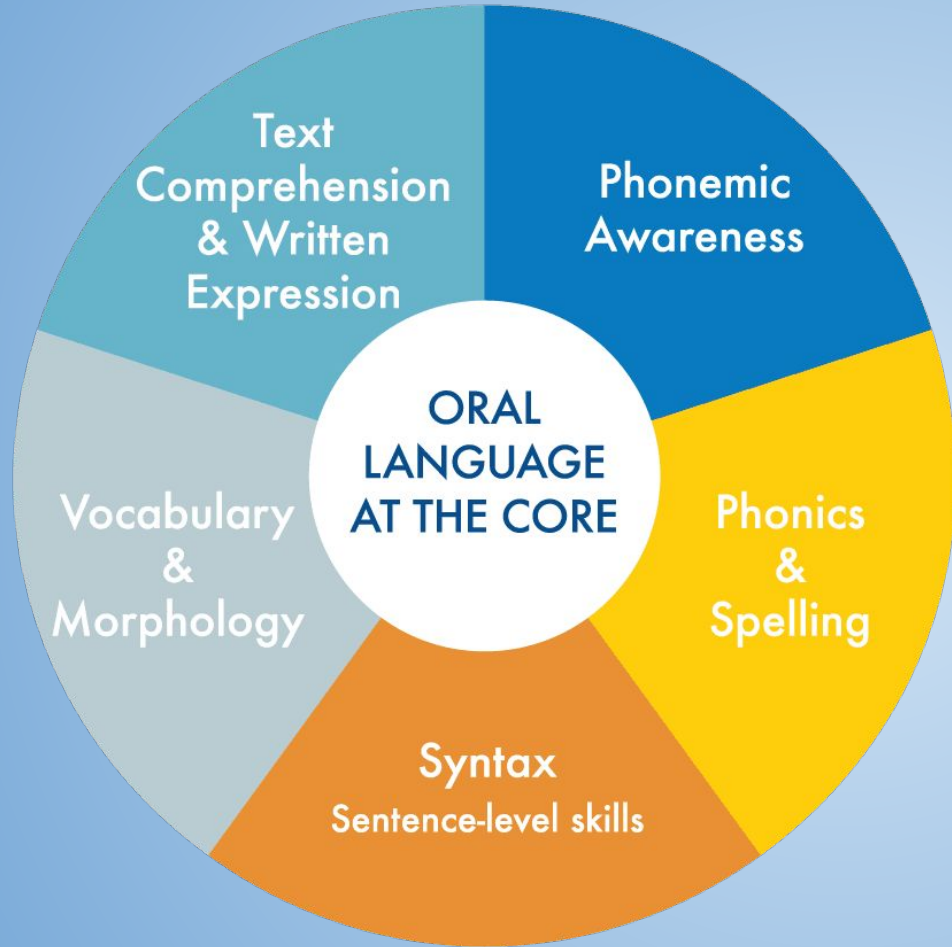 Text
Comprehension
& Written
Expression
Phonemic
Awareness
ORAL
LANGUAGE
AT THE CORE
Vocabulary
&
Morphology
Phonics
&
Spelling
Syntax
Sentence-level skills